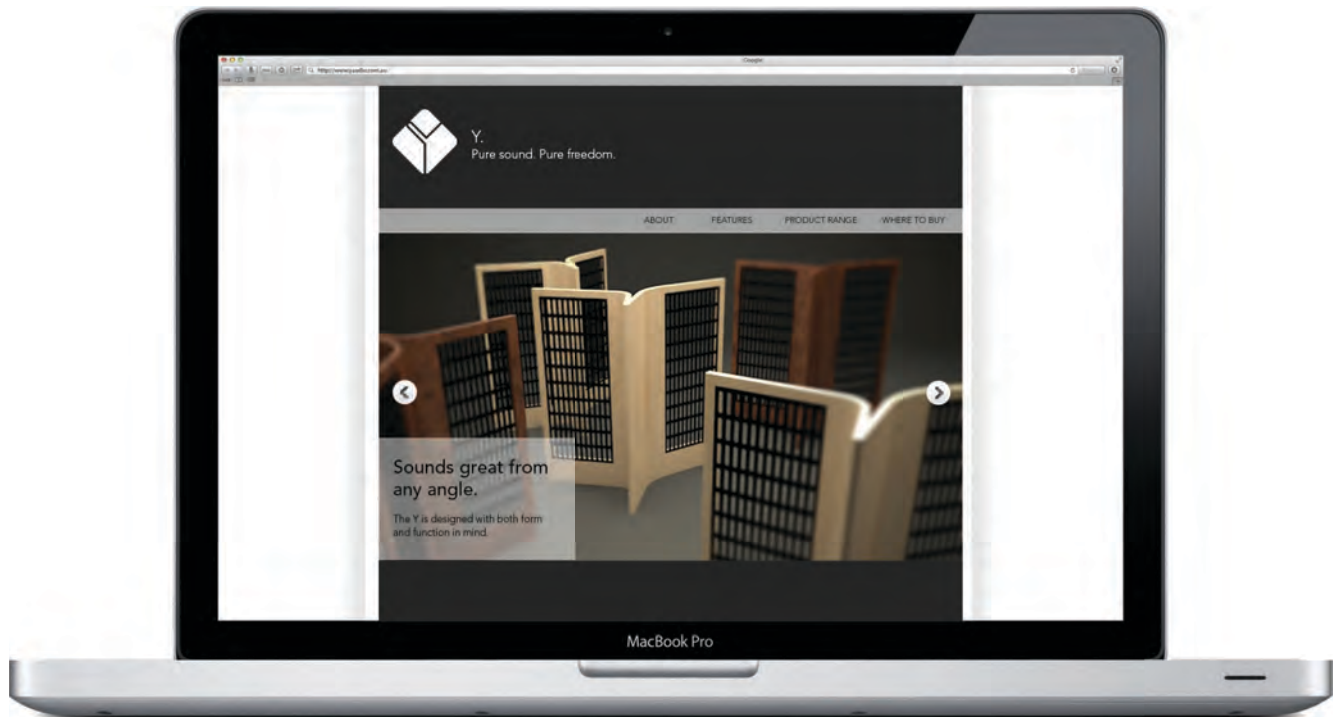 Y.
Pure sound. Pure freedom.
ABOUT FEATURES PRODUCT RANGE WHERE TO BUY
Sounds great from
any angle.
The Y is designed with both form
and function in mind.
MacBook Pro